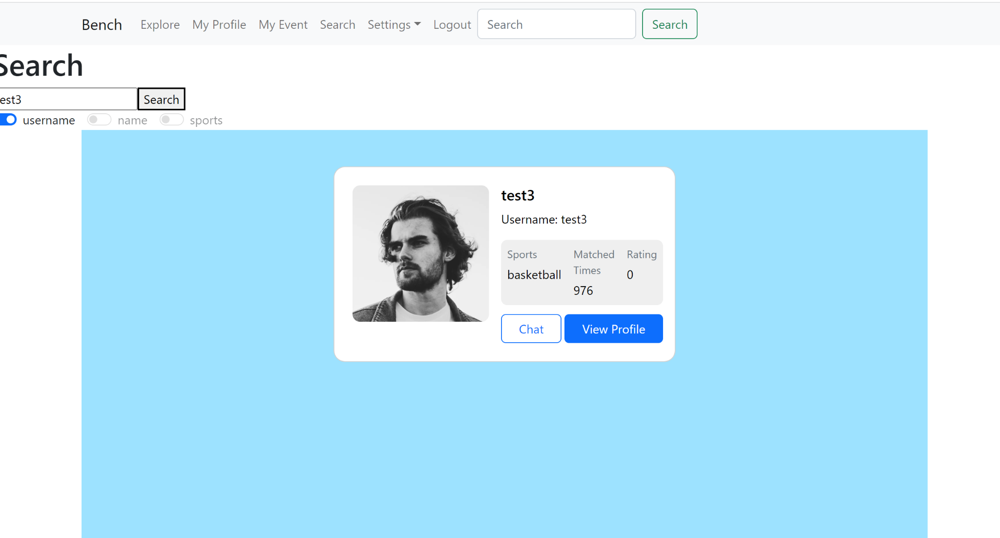 Bench Explore My Profile My Event Search Settings Logout Search Search
Search
est3 Search
username name sports
test3
Username: test3
Sports Matched Times Rating
basketball 976 0
Chat View Profile